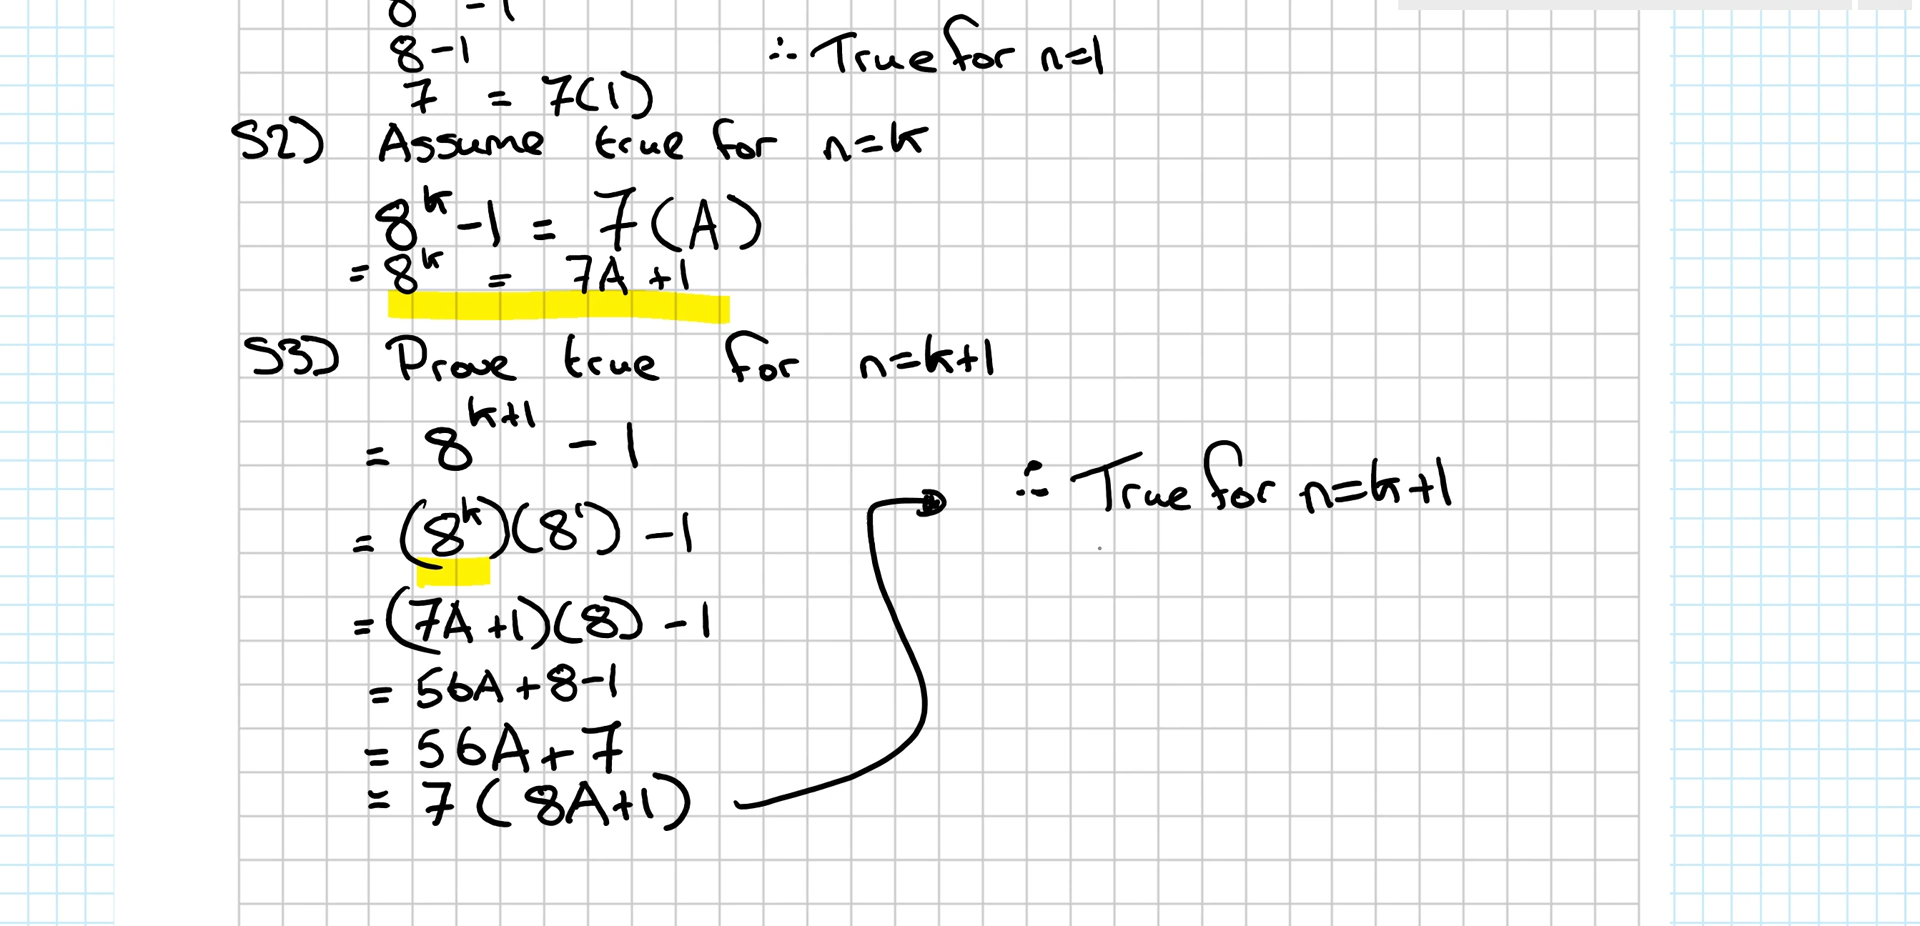 8 -1
8-1
∴ True for n=1
7 = 7(1)
S2) Assume true for n=k
8^k -1 = 7(A)
= 8^k = 7A +1
S3) Prove true for n=k+1
= 8^(k+1) - 1
= (8^k)(8^1) -1
= (7A +1)(8) -1
= 56A + 8-1
= 56A + 7
= 7(8A+1)
∴ True for n=k+1